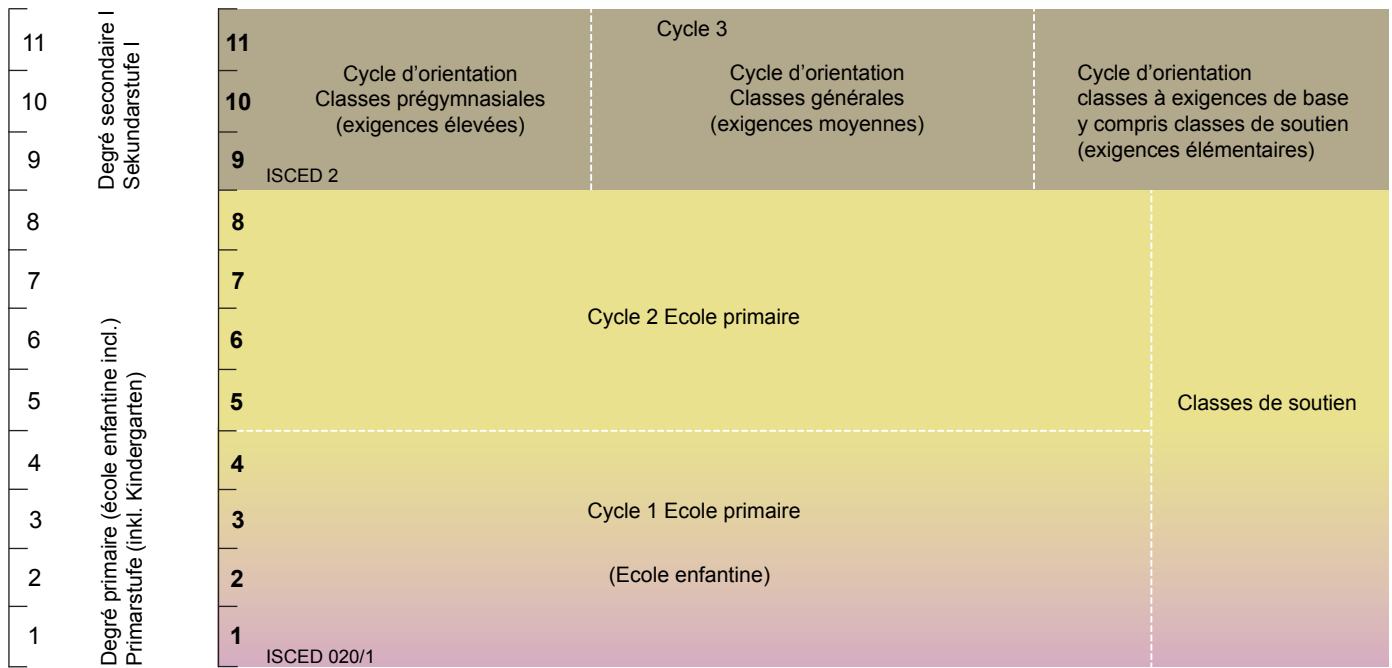 11
10
9
8
7
6
5
4
3
2
1
Degré secondaire I
Sekundarstufe I
Degré primaire (école enfantine incl.)
Primarstufe (inkl. Kindergarten)
11
10
9
8
7
6
5
4
3
2
1
Cycle 3
Cycle d'orientation
Classes prégymnasiales
(exigences élevées)
Cycle d'orientation
Classes générales
(exigences moyennes)
Cycle d'orientation
classes à exigences de base
y compris classes de soutien
(exigences élémentaires)
ISCED 2
Cycle 2 Ecole primaire
Classes de soutien
Cycle 1 Ecole primaire
(Ecole enfantine)
ISCED 020/1